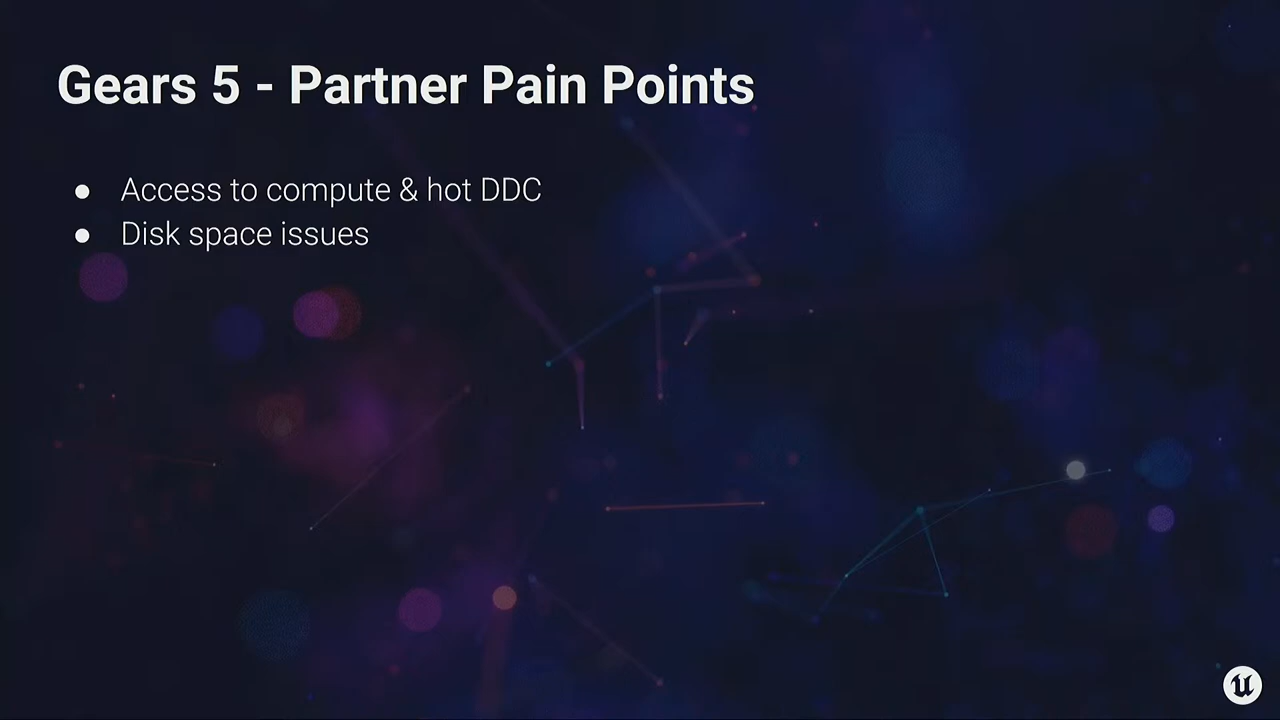 Gears 5 - Partner Pain Points
● Access to compute & hot DDC
● Disk space issues